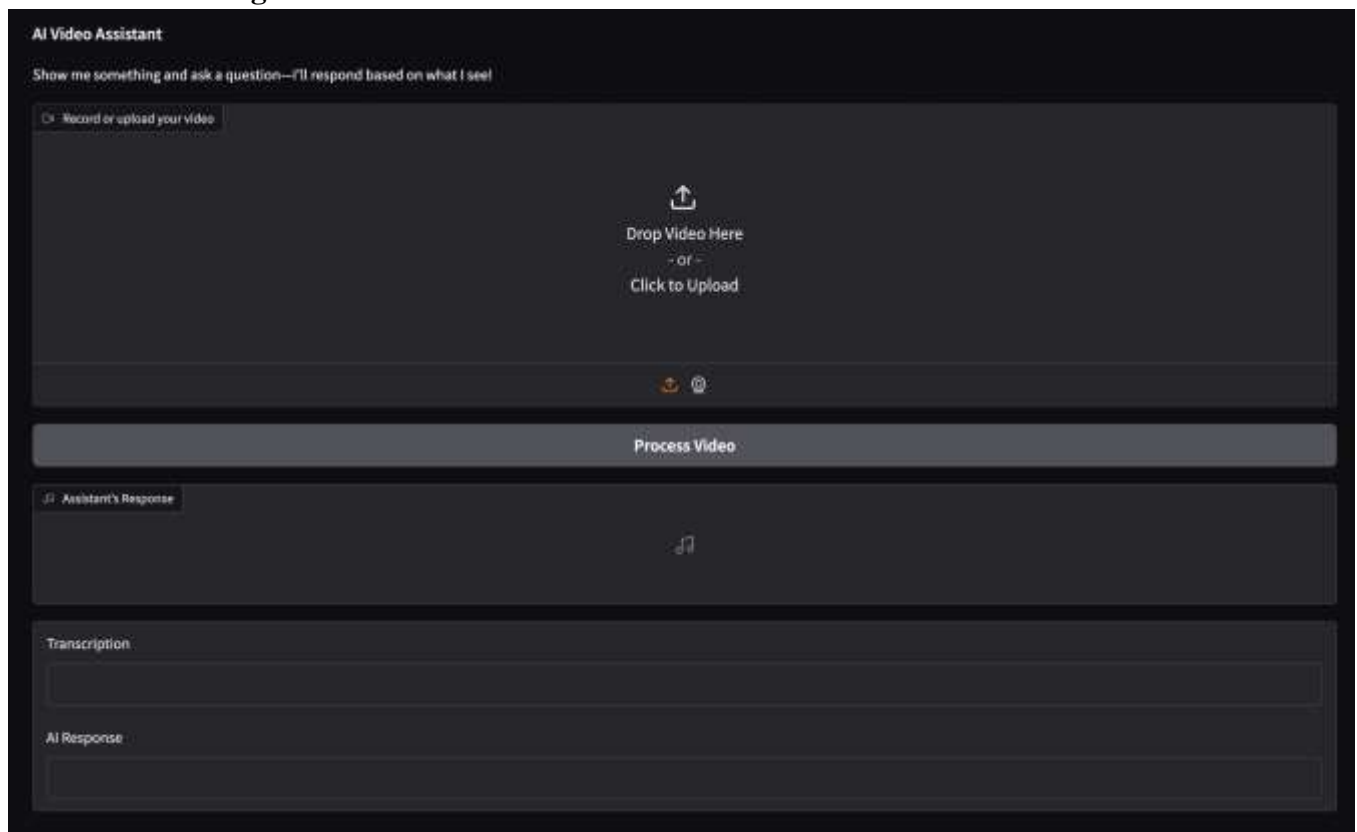 AI Video Assistant
Show me something and ask a question—I'll respond based on what I see!
Record or upload your video
Drop Video Here
- or -
Click to Upload
Process Video
Assistant's Response
Transcription
AI Response